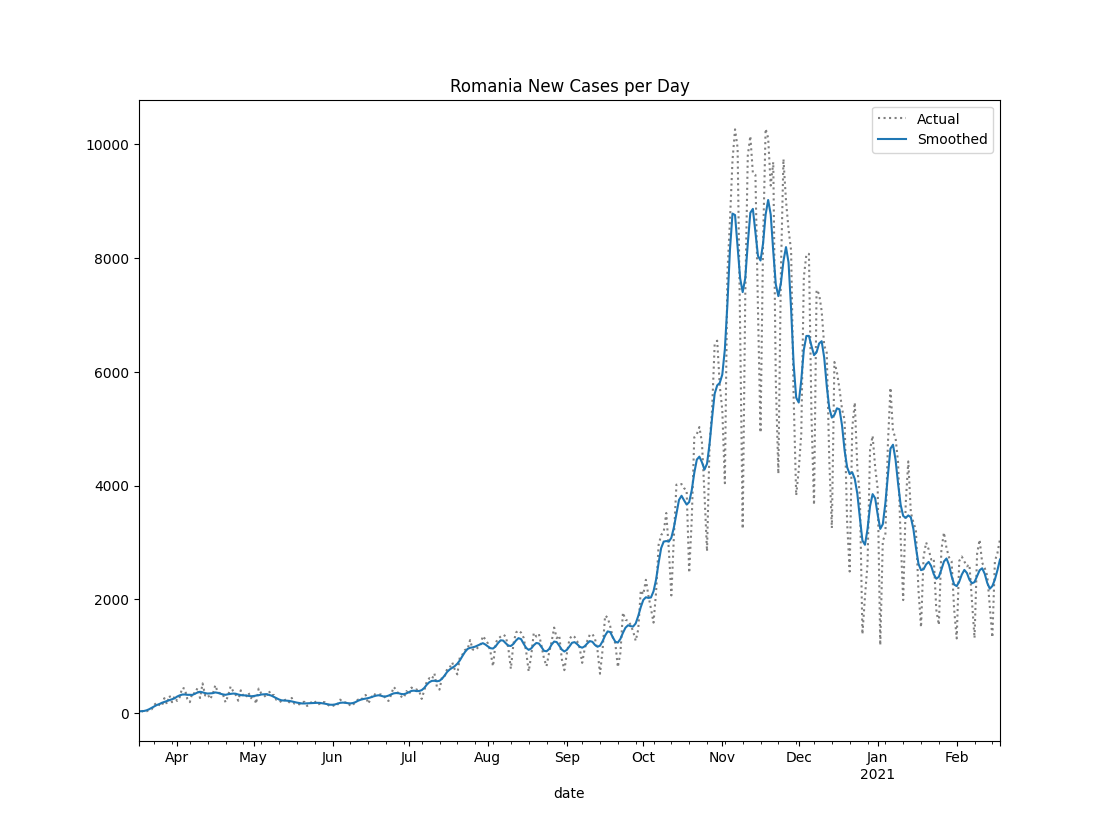 Romania New Cases per Day
Actual
Smoothed
10000
8000
6000
4000
2000
0
Apr May Jun Jul Aug Sep Oct Nov Dec Jan Feb
2021
date